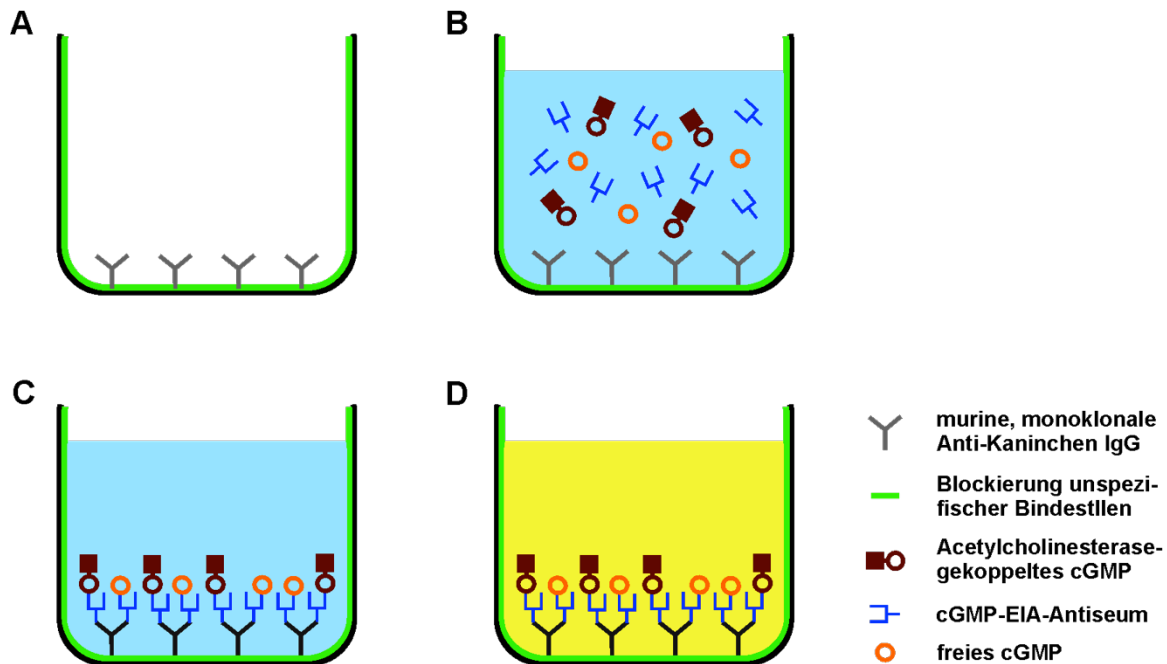 A
B
C
D
murine, monoklonale
Anti-Kaninchen IgG
Blockierung unspezi-
fischer Bindestllen
Acetylcholinesterase-
gekoppeltes cGMP
cGMP-EIA-Antiseum
freies cGMP